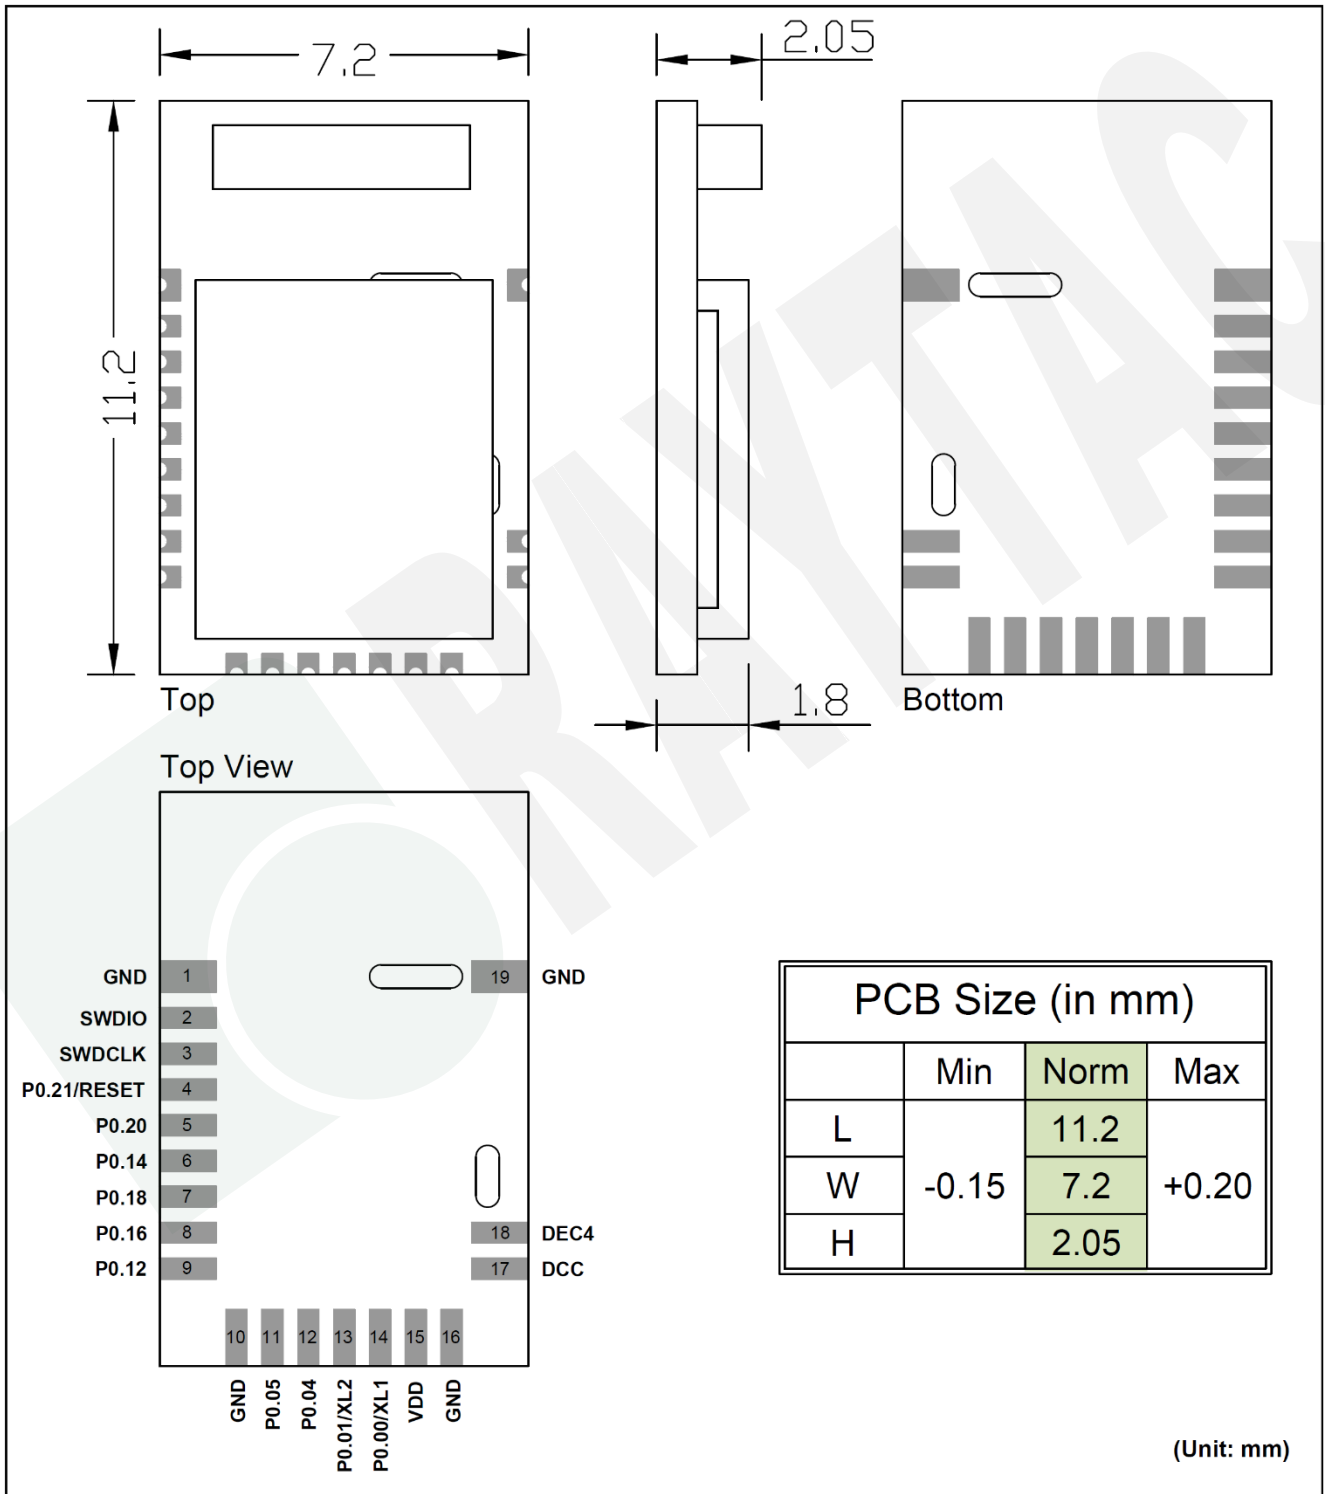 7.2
2.05
11.2
1.8
Top
Bottom
RAYTAC
Top View
GND 1
SWDIO 2
SWDCLK 3
P0.21/RESET 4
P0.20 5
P0.14 6
P0.18 7
P0.16 8
P0.12 9
19 GND
18 DEC4
17 DCC
10 11 12 13 14 15 16
GND
P0.05
P0.04
P0.01/XL2
P0.00/XL1
VDD
GND
PCB Size (in mm)
Min Norm Max
L 11.2
W -0.15 7.2 +0.20
H 2.05
(Unit: mm)